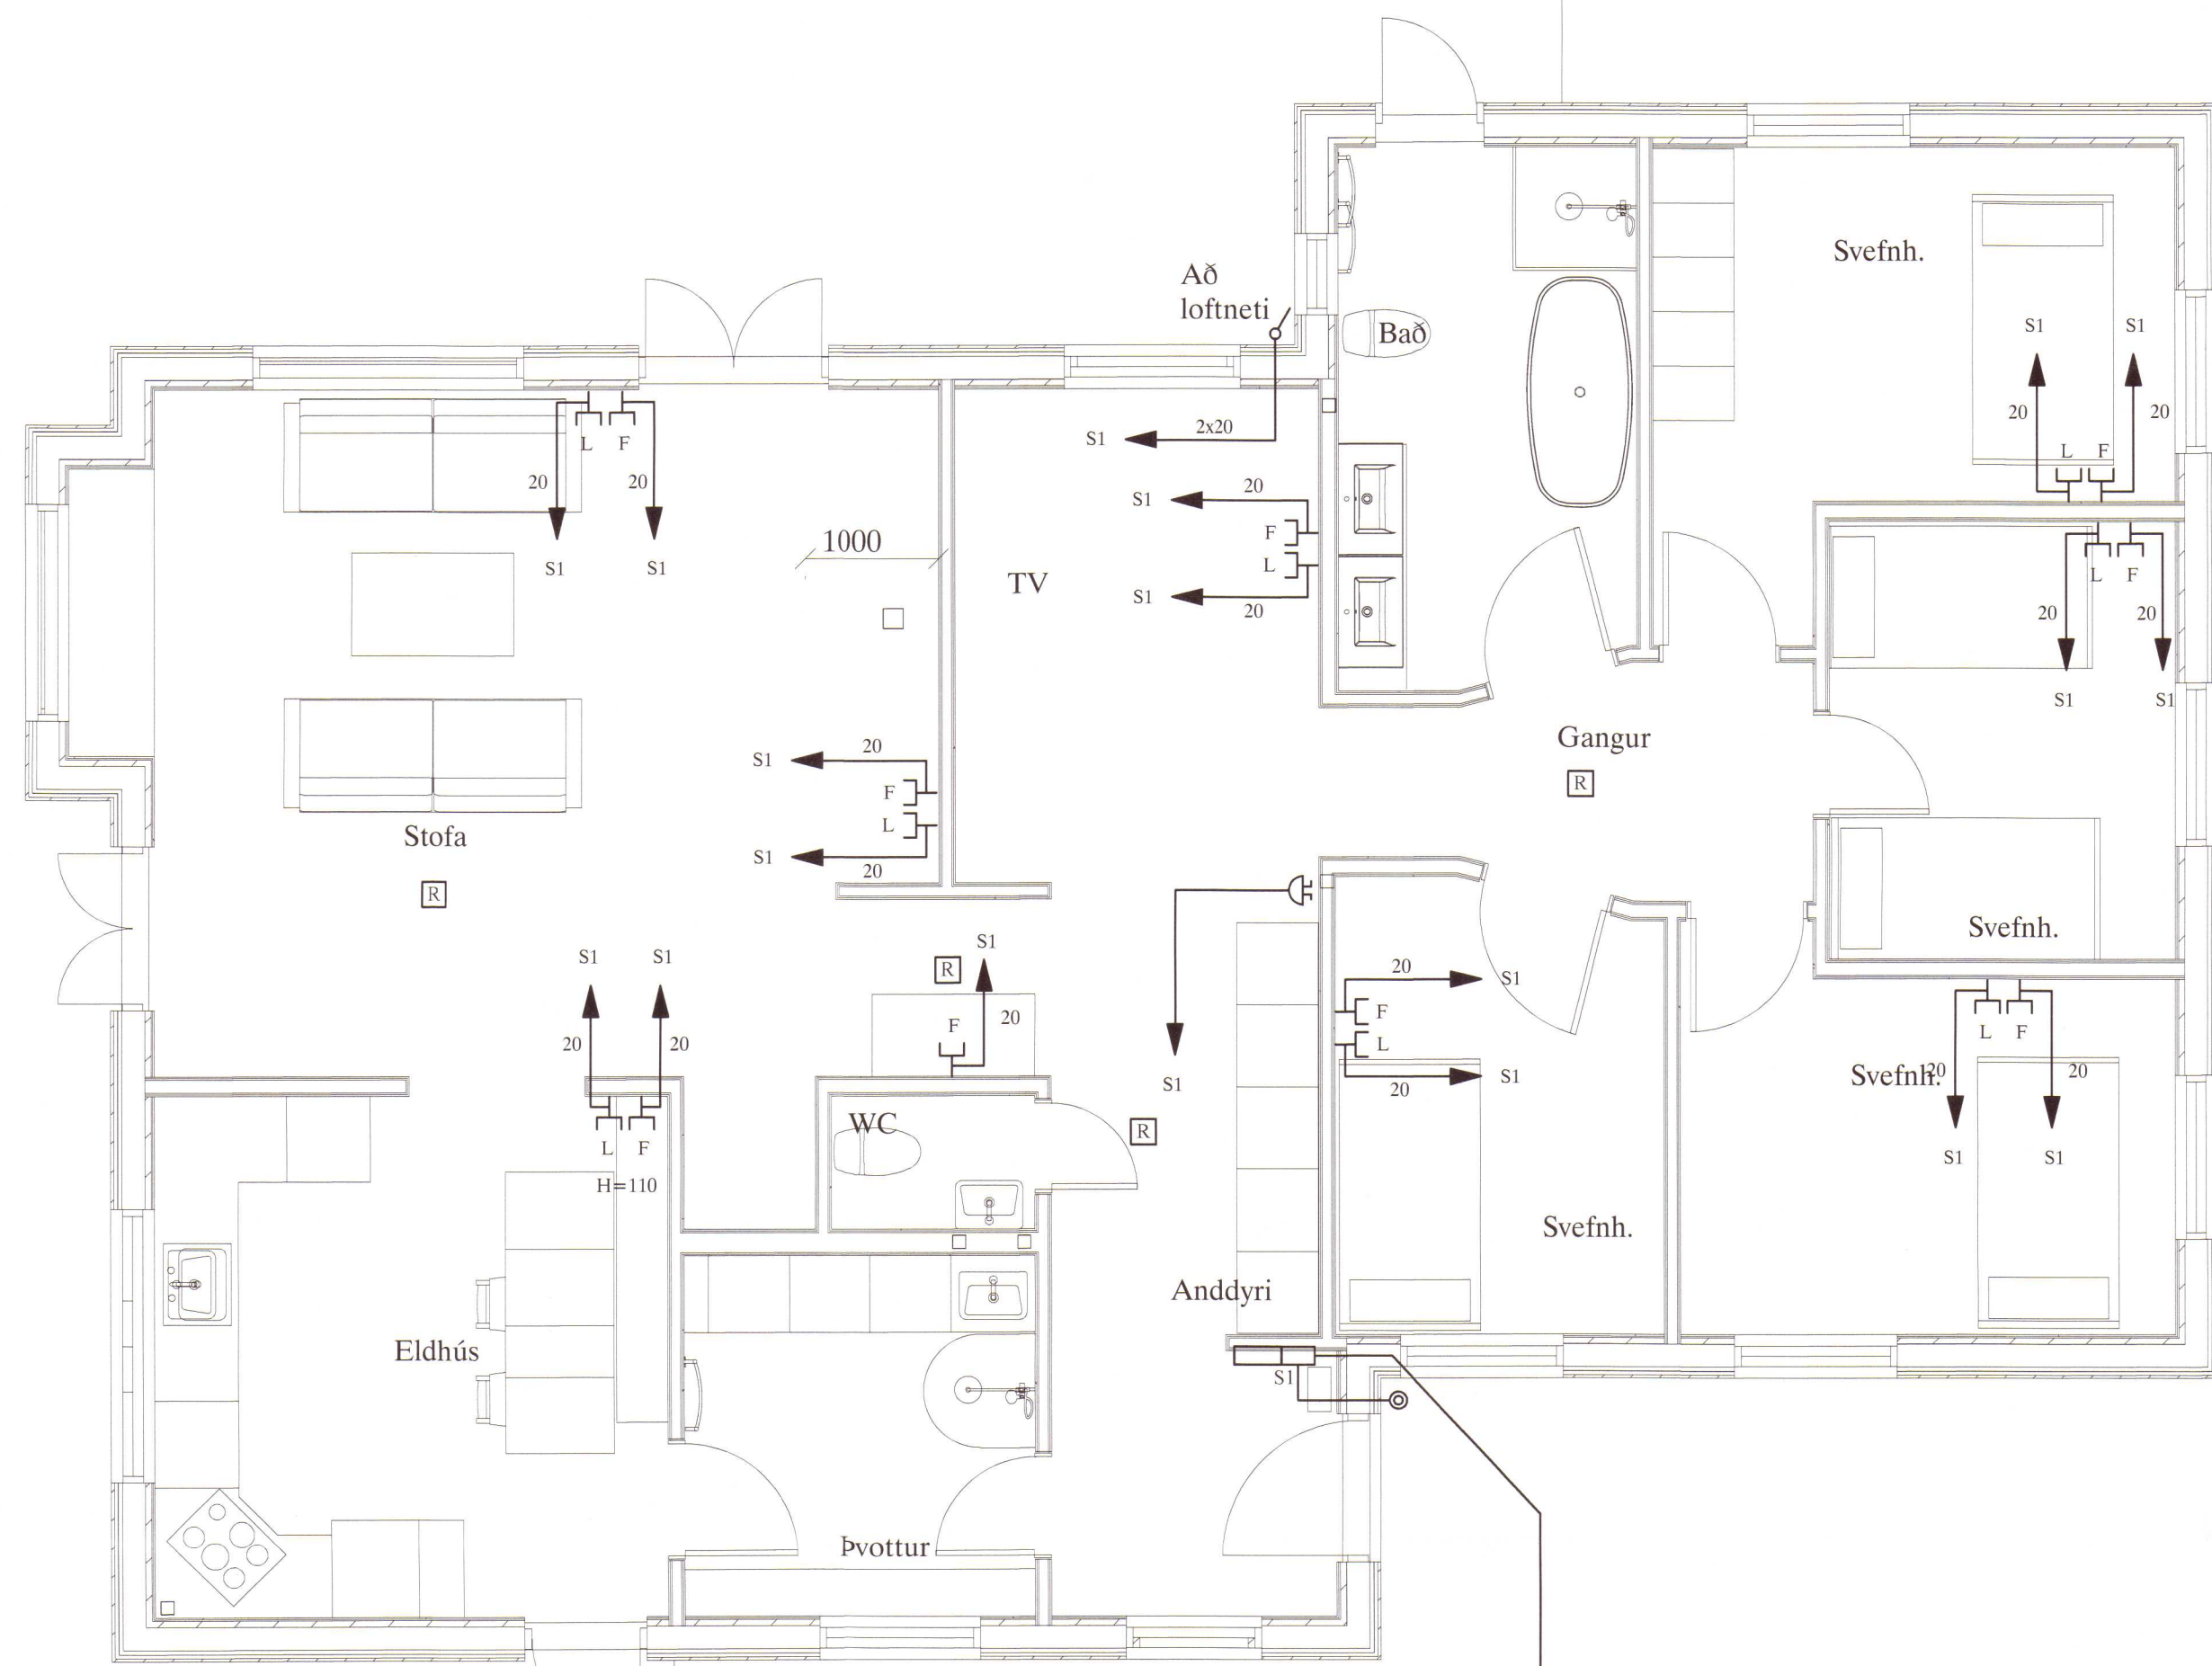 Að
loftneti
Svefnh.
Bað
S1
S1
20
20
L
F
S1
2x20
L
F
20
20
S1
S1
S1
20
F
L
S1
20
1000
TV
L
F
20
20
S1
S1
Gangur
R
S1
20
F
L
S1
20
Stofa
R
Svefnh.
S1
S1
20
20
L
F
H=110
S1
R
F
20
S1
20
S1
F
L
20
S1
L
F
Svefnh.
20
20
S1
S1
WC
R
Svefnh.
Anddyri
Eldhús
S1
Þvottur